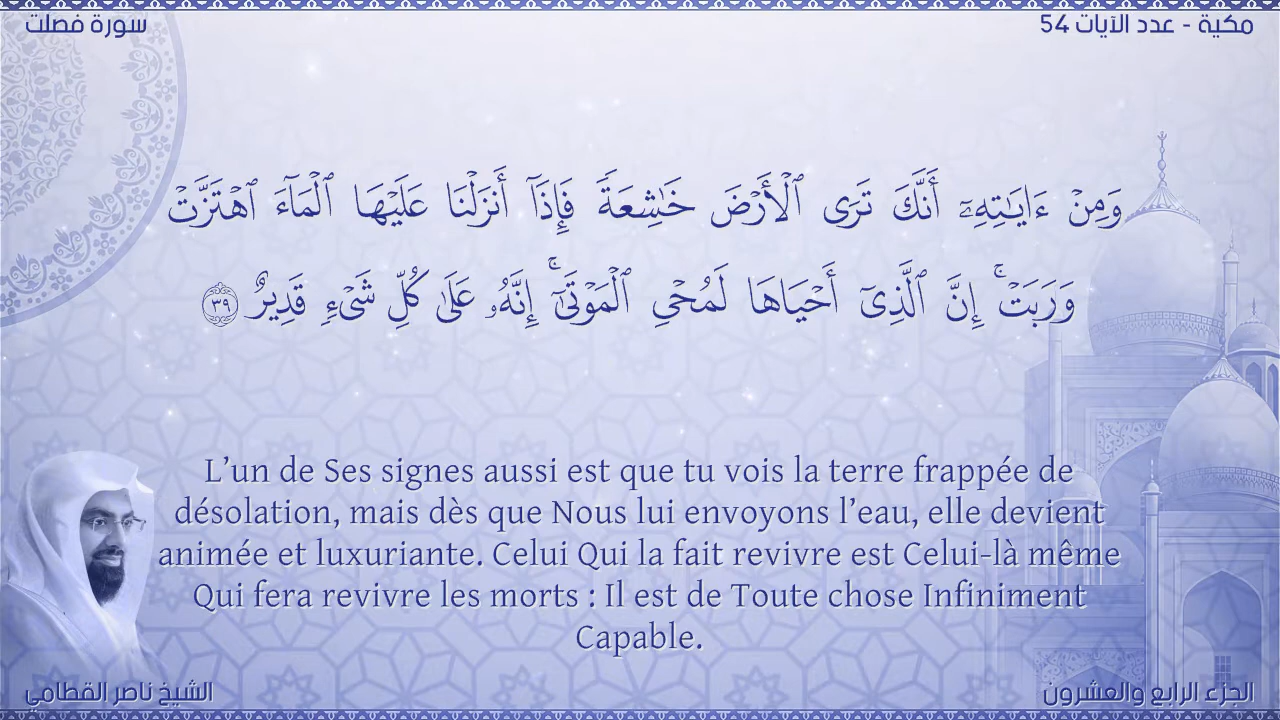 سورة فصلت
مكية - عدد الآيات 54
وَمِنْ ءَايَـٰتِهِۦٓ أَنَّكَ تَرَى ٱلْأَرْضَ خَـٰشِعَةً فَإِذَآ أَنزَلْنَا عَلَيْهَا ٱلْمَآءَ ٱهْتَزَّتْ
وَرَبَتْ ۚ إِنَّ ٱلَّذِىٓ أَحْيَاهَا لَمُحْىِ ٱلْمَوْتَىٰٓ ۚ إِنَّهُۥ عَلَىٰ كُلِّ شَىْءٍ قَدِيرٌ ٣٩
L’un de Ses signes aussi est que tu vois la terre frappée de
désolation, mais dès que Nous lui envoyons l’eau, elle devient
animée et luxuriante. Celui Qui la fait revivre est Celui-là même
Qui fera revivre les morts : Il est de Toute chose Infiniment
Capable.
الشيخ ناصر القطامي
الجزء الرابع والعشرون